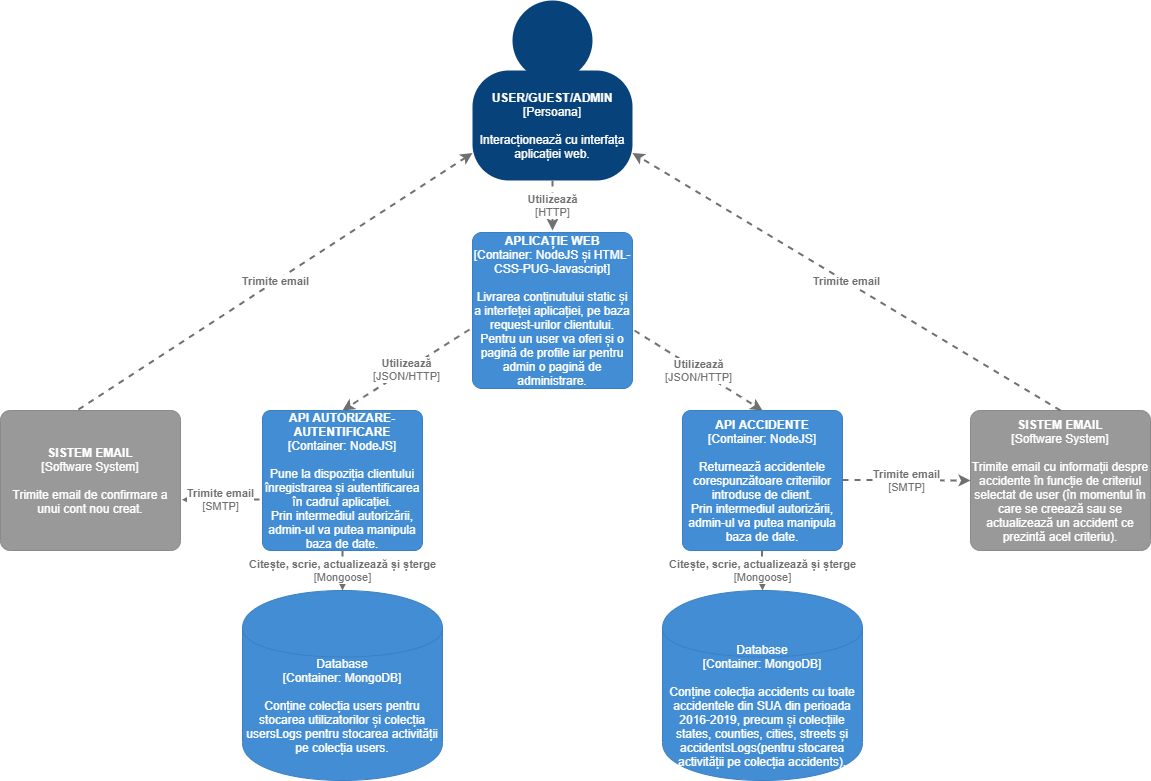 USER/GUEST/ADMIN
[Persoana]
Interacționează cu interfața
aplicației web.
Utilizează
[HTTP]
APLICAȚIE WEB
[Container: NodeJS și HTML-
CSS-PUG-Javascript]
Livrarea conținutului static și
a interfeței aplicației, pe baza
request-urilor clientului.
Pentru un user va oferi și o
pagină de profile iar pentru
admin o pagină de
administrare.
Trimite email
Trimite email
Utilizează
[JSON/HTTP]
Utilizează
[JSON/HTTP]
SISTEM EMAIL
[Software System]
Trimite email de confirmare a
unui cont nou creat.
Trimite email
[SMTP]
API AUTORIZARE-
AUTENTIFICARE
[Container: NodeJS]
Pune la dispoziția clientului
înregistrarea și autentificarea
în cadrul aplicației.
Prin intermediul autorizării,
admin-ul va putea manipula
baza de date.
API ACCIDENTE
[Container: NodeJS]
Returnează accidentele
corespunzătoare criteriilor
introduse de client.
Prin intermediul autorizării,
admin-ul va putea manipula
baza de date.
Trimite email
[SMTP]
SISTEM EMAIL
[Software System]
Trimite email cu informații despre
accidente în funcție de criteriul
selectat de user (în momentul în
care se creează sau se
actualizează un accident ce
prezintă acel criteriu).
Citește, scrie, actualizează și șterge
[Mongoose]
Citește, scrie, actualizează și șterge
[Mongoose]
Database
[Container: MongoDB]
Conține colecția users pentru
stocarea utilizatorilor și colecția
usersLogs pentru stocarea activității
pe colecția users.
Database
[Container: MongoDB]
Conține colecția accidents cu toate
accidentele din SUA din perioada
2016-2019, precum și colecțiile
states, counties, cities, streets și
accidentsLogs(pentru stocarea
activității pe colecția accidents).